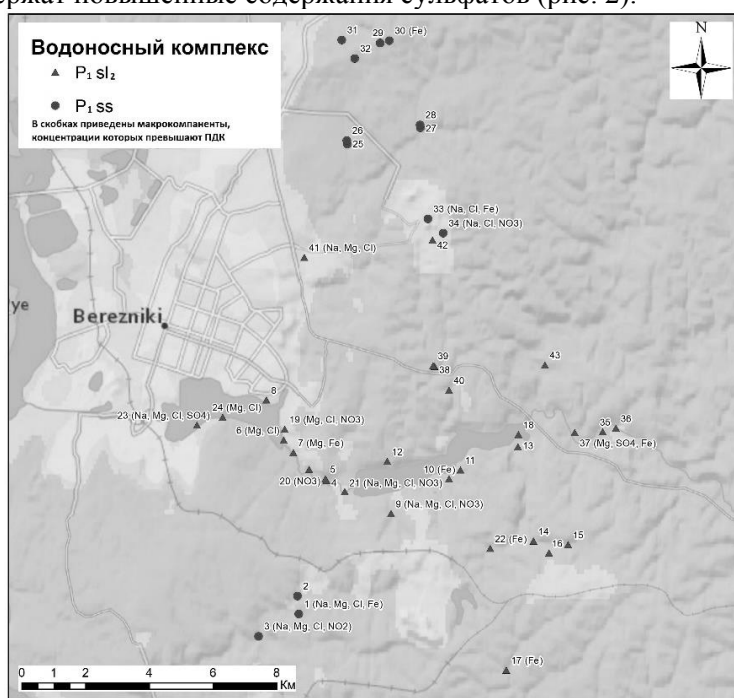 ержат повышенные содержания сульфатов (рис. 2).
Водоносный комплекс
P₁ sl₂
P₁ ss
В скобках приведены макрокомпаненты,
концентрации которых превышают ПДК
N
31
29
30 (Fe)
32
28
27
26
25
33 (Na, Cl, Fe)
34 (Na, Cl, NO3)
42
41 (Na, Mg, Cl)
ye
Berezniki
39
38
43
40
8
24 (Mg, Cl)
23 (Na, Mg, Cl, SO4)
19 (Mg, Cl, NO3)
6 (Mg, Cl)
7 (Mg, Fe)
18
13
35
36
37 (Mg, SO4, Fe)
12
11
10 (Fe)
5
20 (NO3)
4
21 (Na, Mg, Cl, NO3)
9 (Na, Mg, Cl, NO3)
14
15
16
22 (Fe)
2
1 (Na, Mg, Cl, Fe)
3 (Na, Mg, Cl, NO2)
17 (Fe)
0 1 2 4 6 8
Км